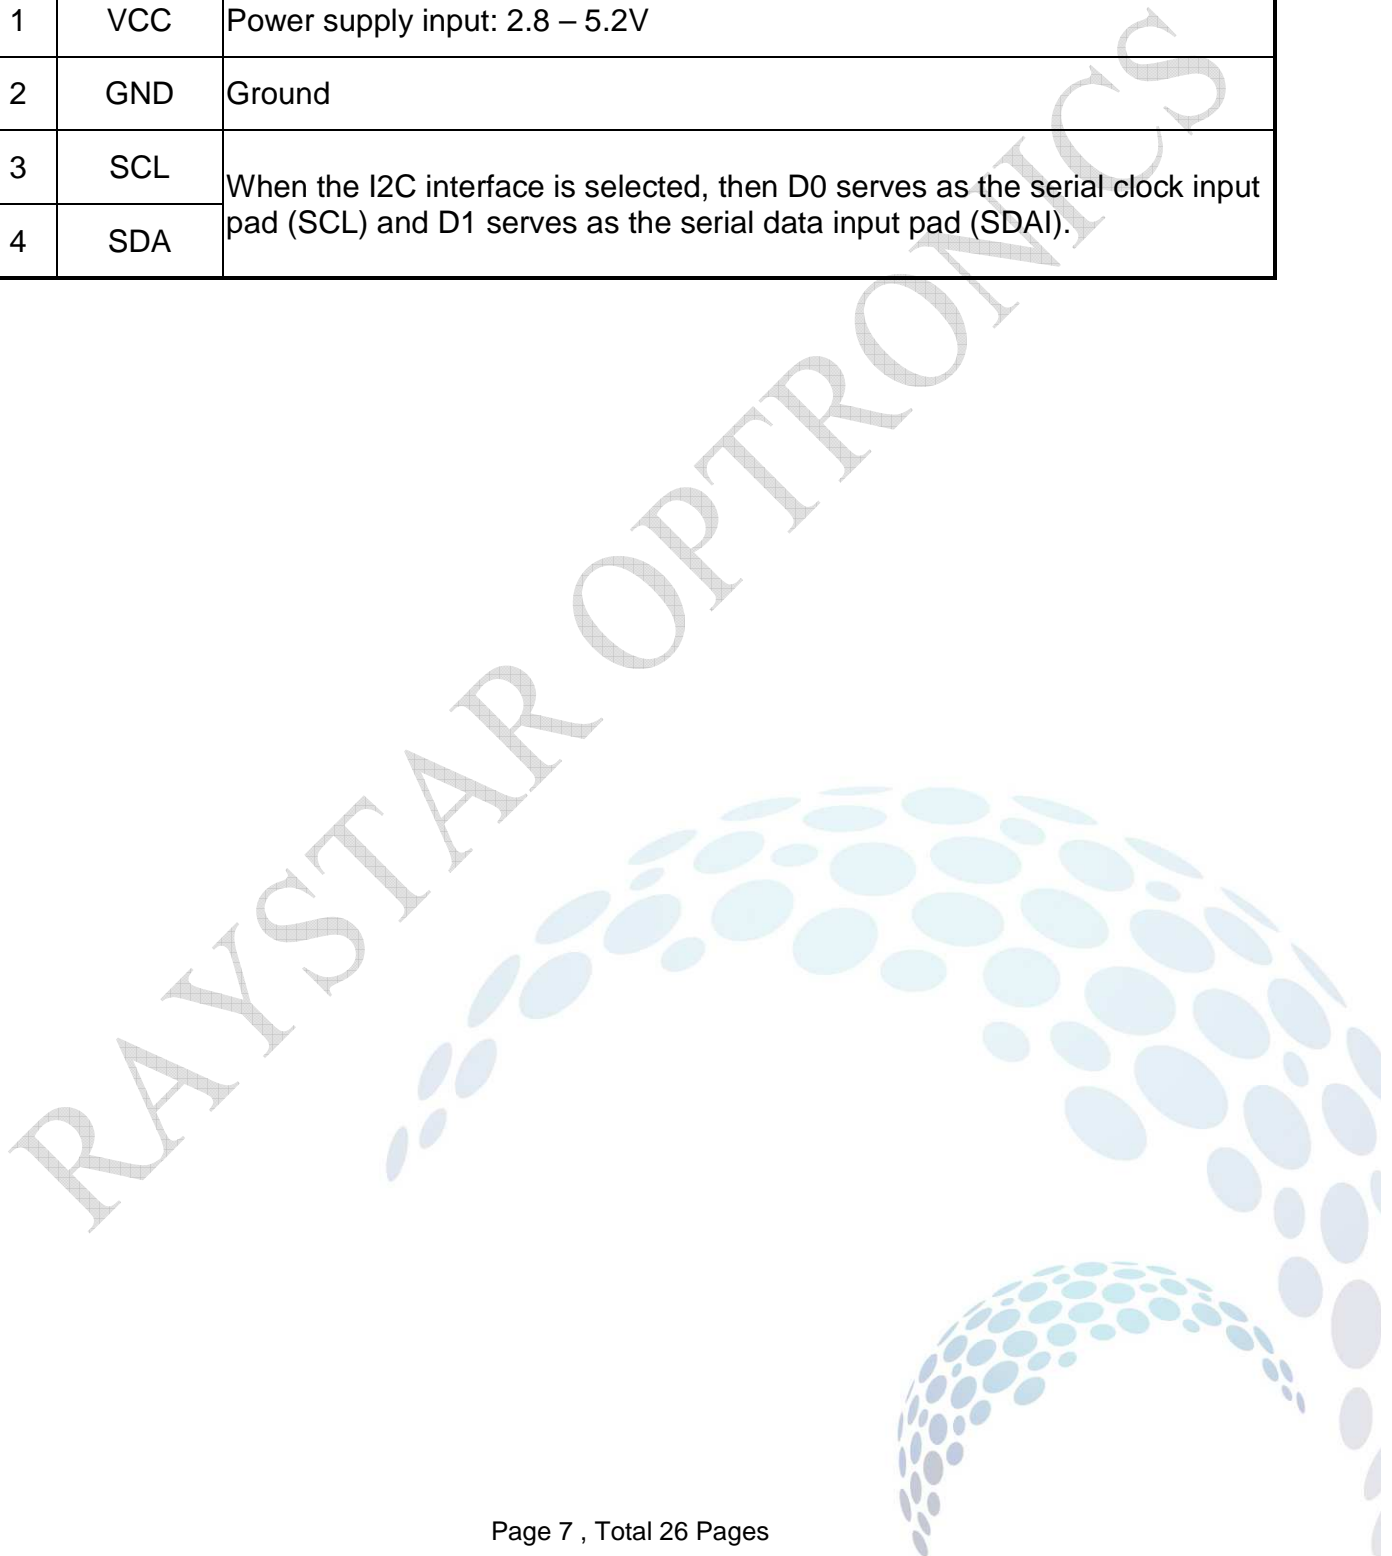 1 VCC Power supply input: 2.8 – 5.2V
2 GND Ground
3 SCL
When the I2C interface is selected, then D0 serves as the serial clock input
pad (SCL) and D1 serves as the serial data input pad (SDAI).
4 SDA
RAYSTAR OPTRONICS
Page 7 , Total 26 Pages